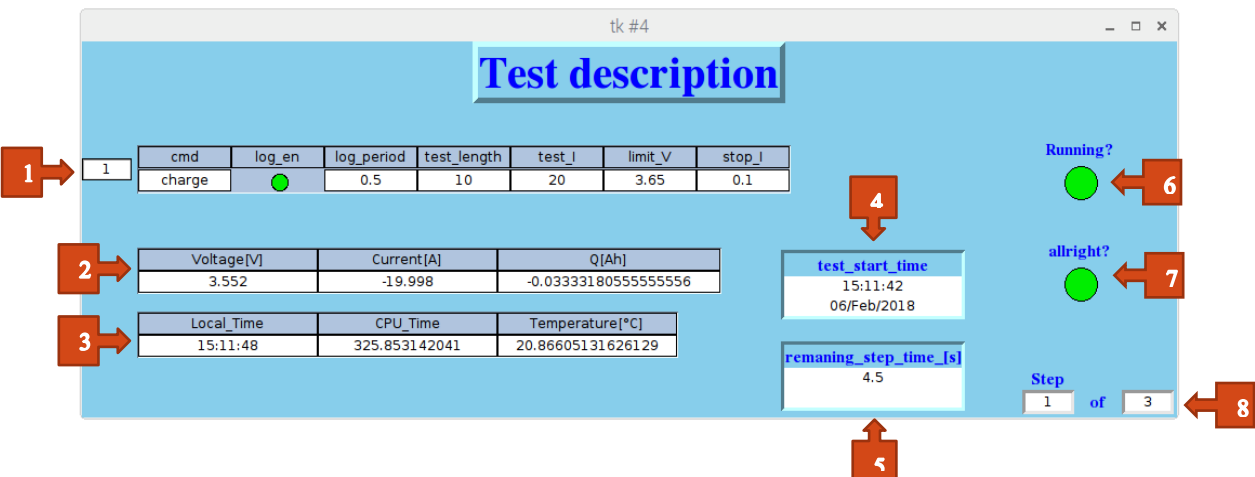 tk #4
Test description
1
1
cmd log_en log_period test_length test_I limit_V stop_I
charge 0.5 10 20 3.65 0.1
Running?
6
4
2
Voltage[V] Current[A] Q[Ah]
3.552 -19.998 -0.03333180555555556
test_start_time
15:11:42
06/Feb/2018
allright?
7
3
Local_Time CPU_Time Temperature[°C]
15:11:48 325.853142041 20.86605131626129
remaning_step_time_[s]
4.5
5
Step
1 of 3
8